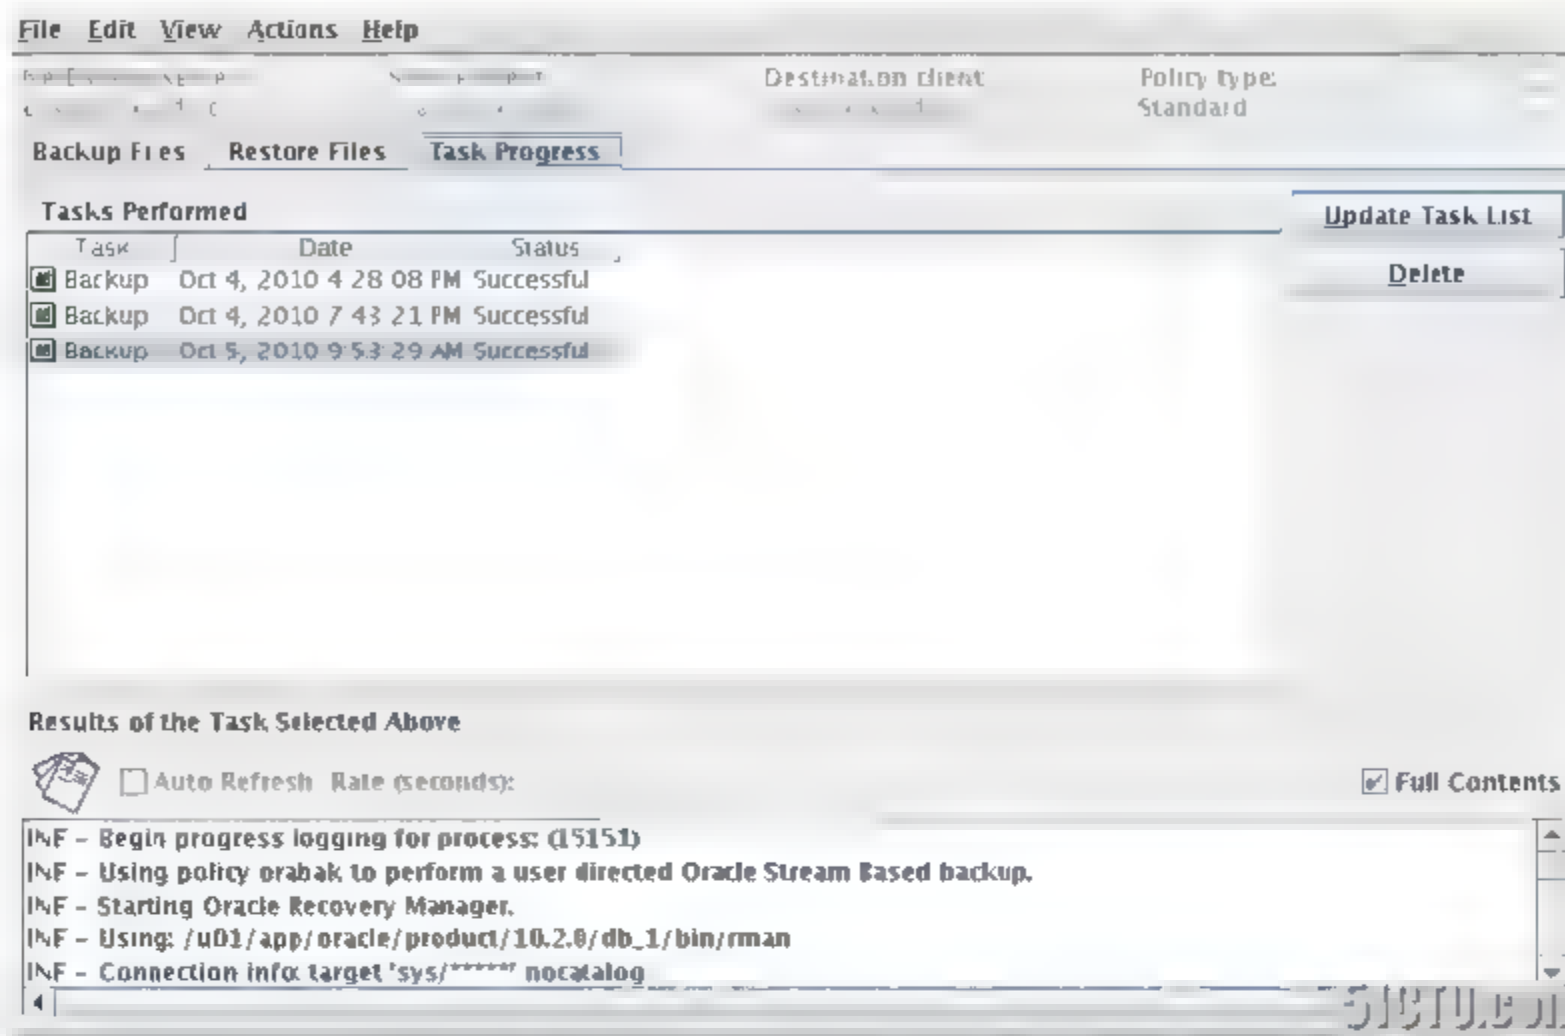 File Edit View Actions Help
Destination client:
Policy type:
Standard
Backup Files Restore Files Task Progress
Tasks Performed
Update Task List
Task Date Status
Backup Oct 4, 2010 4:28:08 PM Successful
Delete
Backup Oct 4, 2010 7:43:21 PM Successful
Backup Oct 5, 2010 9:53:29 AM Successful
Results of the Task Selected Above
Auto Refresh Rate (seconds):
Full Contents
INF - Begin progress logging for process: (15151)
INF - Using policy orabak to perform a user directed Oracle Stream Based backup.
INF - Starting Oracle Recovery Manager.
INF - Using: /u01/app/oracle/product/10.2.0/db_1/bin/rman
INF - Connection info: target 'sys/*****' nocatalog